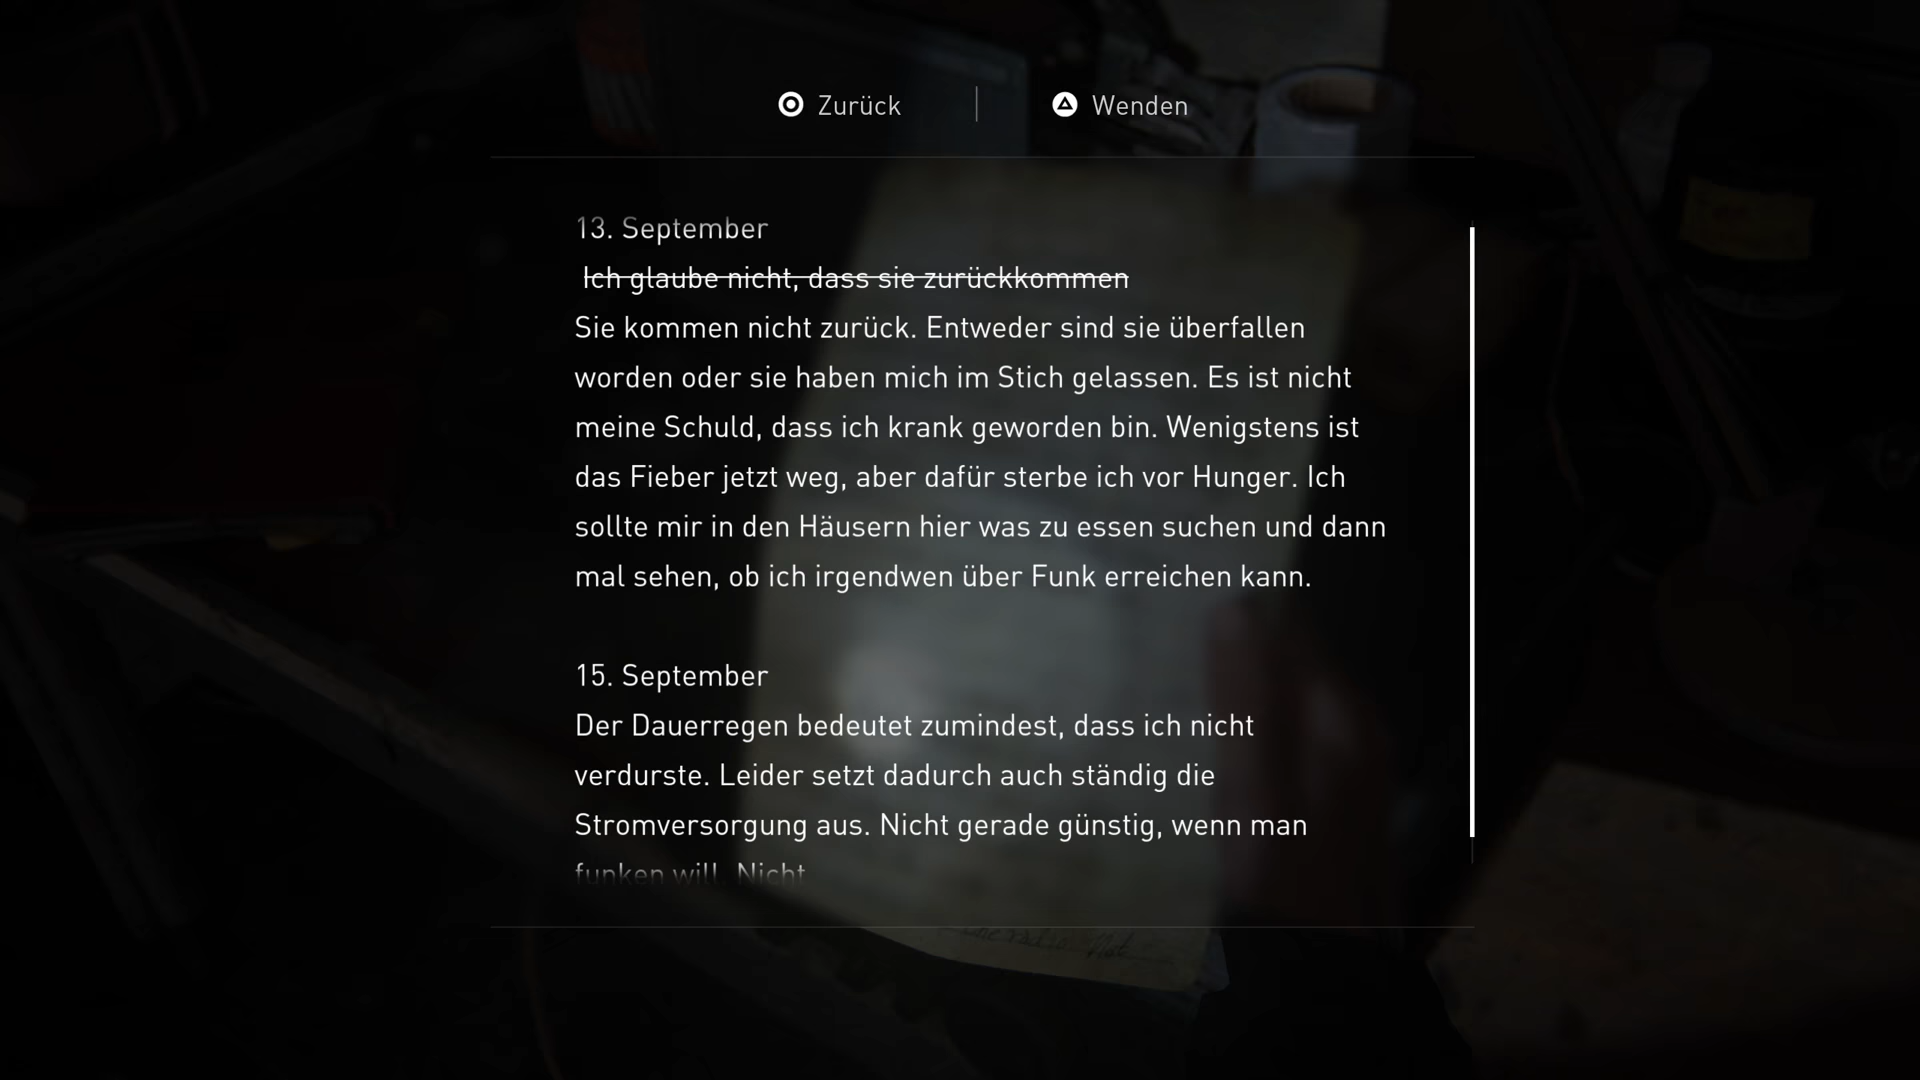 Zurück | Wenden
13. September
Ich glaube nicht, dass sie zurückkommen
Sie kommen nicht zurück. Entweder sind sie überfallen
worden oder sie haben mich im Stich gelassen. Es ist nicht
meine Schuld, dass ich krank geworden bin. Wenigstens ist
das Fieber jetzt weg, aber dafür sterbe ich vor Hunger. Ich
sollte mir in den Häusern hier was zu essen suchen und dann
mal sehen, ob ich irgendwen über Funk erreichen kann.
15. September
Der Dauerregen bedeutet zumindest, dass ich nicht
verdurste. Leider setzt dadurch auch ständig die
Stromversorgung aus. Nicht gerade günstig, wenn man
funken will. Nicht